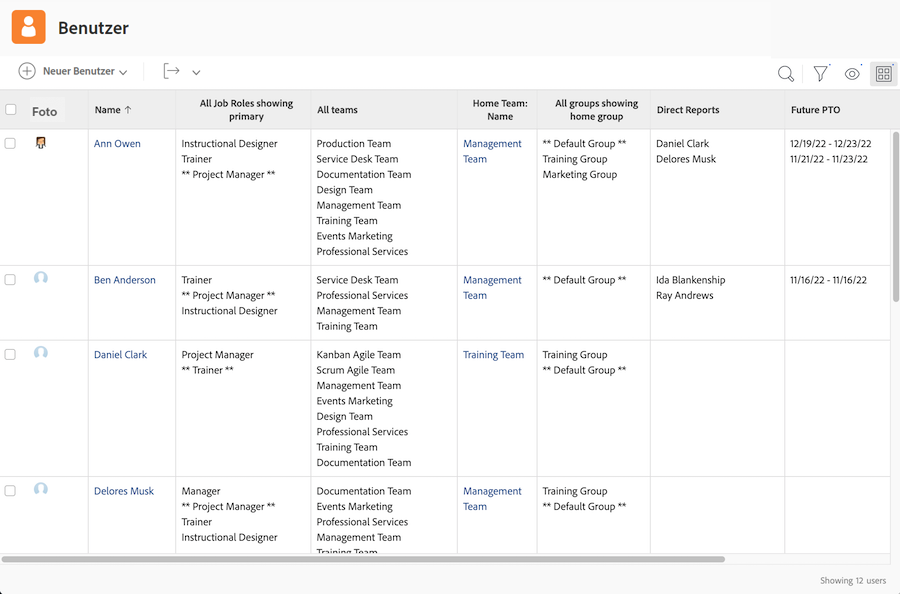 Benutzer
Neuer Benutzer
Foto
Name ↑
All Job Roles showing
primary
All teams
Home Team:
Name
All groups showing
home group
Direct Reports
Future PTO
Ann Owen
Instructional Designer
Trainer
** Project Manager **
Production Team
Service Desk Team
Documentation Team
Design Team
Management Team
Training Team
Events Marketing
Professional Services
Management
Team
** Default Group **
Training Group
Marketing Group
Daniel Clark
Delores Musk
12/19/22 - 12/23/22
11/21/22 - 11/23/22
Ben Anderson
Trainer
** Project Manager **
Instructional Designer
Service Desk Team
Professional Services
Management Team
Training Team
Management
Team
** Default Group **
Ida Blankenship
Ray Andrews
11/16/22 - 11/16/22
Daniel Clark
Project Manager
** Trainer **
Kanban Agile Team
Scrum Agile Team
Management Team
Events Marketing
Design Team
Professional Services
Training Team
Documentation Team
Training Team
Training Group
** Default Group **
Delores Musk
Manager
** Project Manager **
Trainer
Instructional Designer
Documentation Team
Events Marketing
Professional Services
Management Team
Training Team
Management
Team
Training Group
** Default Group **
Showing 12 users